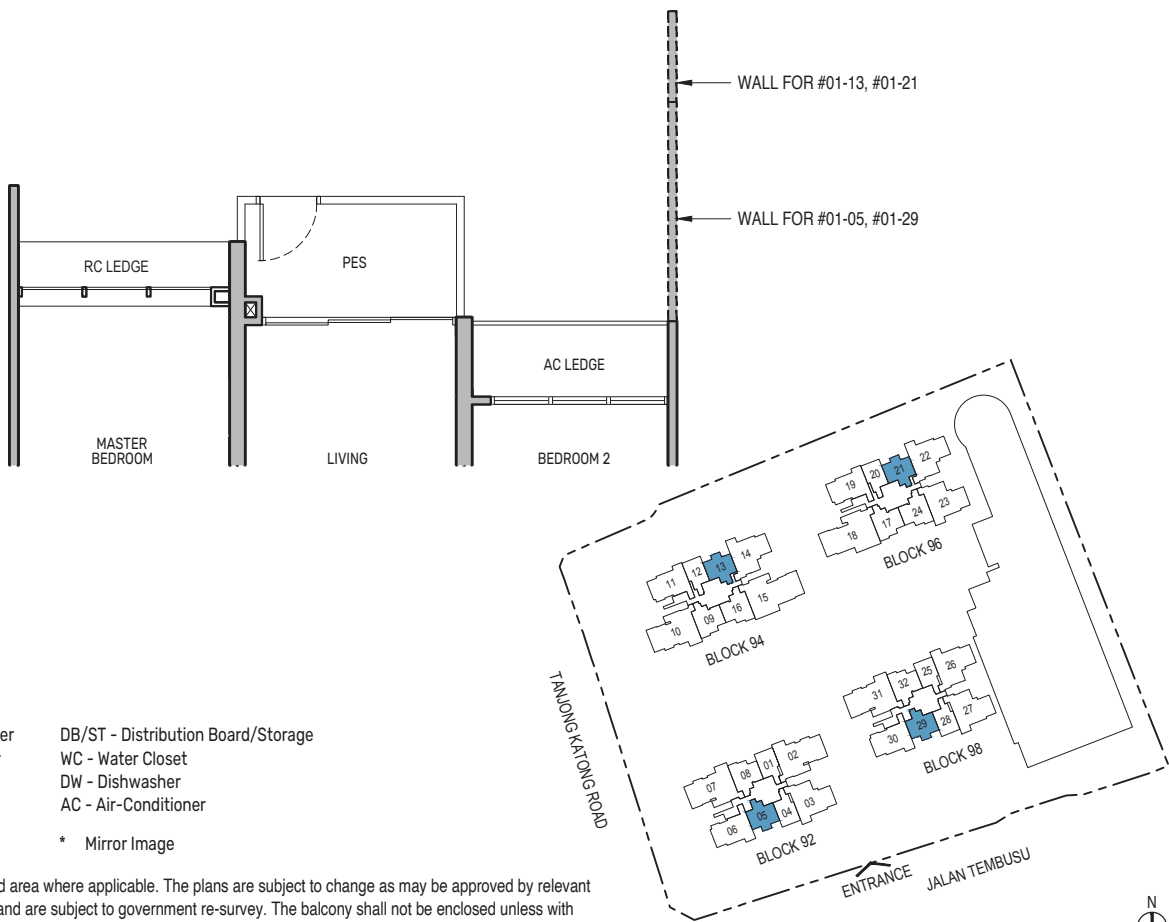 WALL FOR #01-13, #01-21
WALL FOR #01-05, #01-29
RC LEDGE
PES
AC LEDGE
MASTER
BEDROOM
LIVING
BEDROOM 2
19
20
21
22
18
17
24
23
BLOCK 96
11
12
13
14
10
09
16
15
BLOCK 94
31
32
25
26
30
29
28
27
BLOCK 98
07
08
01
02
06
05
04
03
BLOCK 92
TANJONG KATONG ROAD
ENTRANCE
JALAN TEMBUSU
N
er
DB/ST - Distribution Board/Storage
WC - Water Closet
DW - Dishwasher
AC - Air-Conditioner
* Mirror Image
d area where applicable. The plans are subject to change as may be approved by relevant
and are subject to government re-survey. The balcony shall not be enclosed unless with